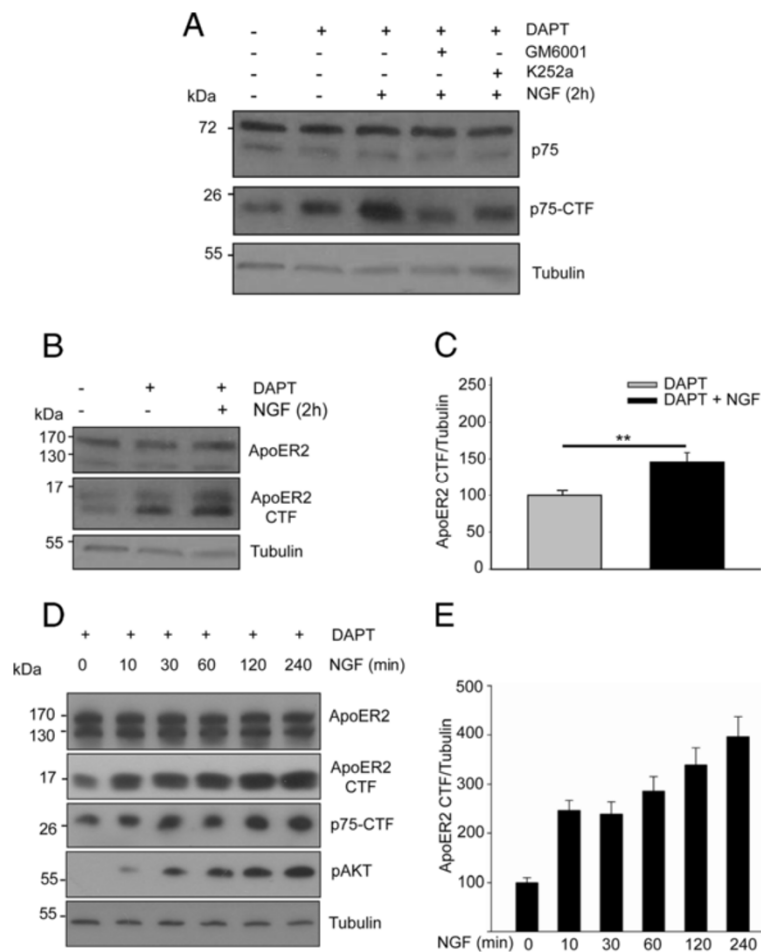 A
- + + + + DAPT
- - - + - GM6001
- - - - + K252a
- - + + + NGF (2h)
kDa
72
p75
26
p75-CTF
55
Tubulin
B
- + + DAPT
- - + NGF (2h)
kDa
170
130
ApoER2
17
ApoER2
CTF
55
Tubulin
C
ApoER2 CTF/Tubulin
250
200
150
100
50
0
DAPT
DAPT + NGF
**
D
+ + + + + + DAPT
0 10 30 60 120 240 NGF (min)
kDa
170
130
ApoER2
17
ApoER2
CTF
26
p75-CTF
55
pAKT
55
Tubulin
E
ApoER2 CTF/Tubulin
500
400
300
200
100
NGF (min) 0 10 30 60 120 240